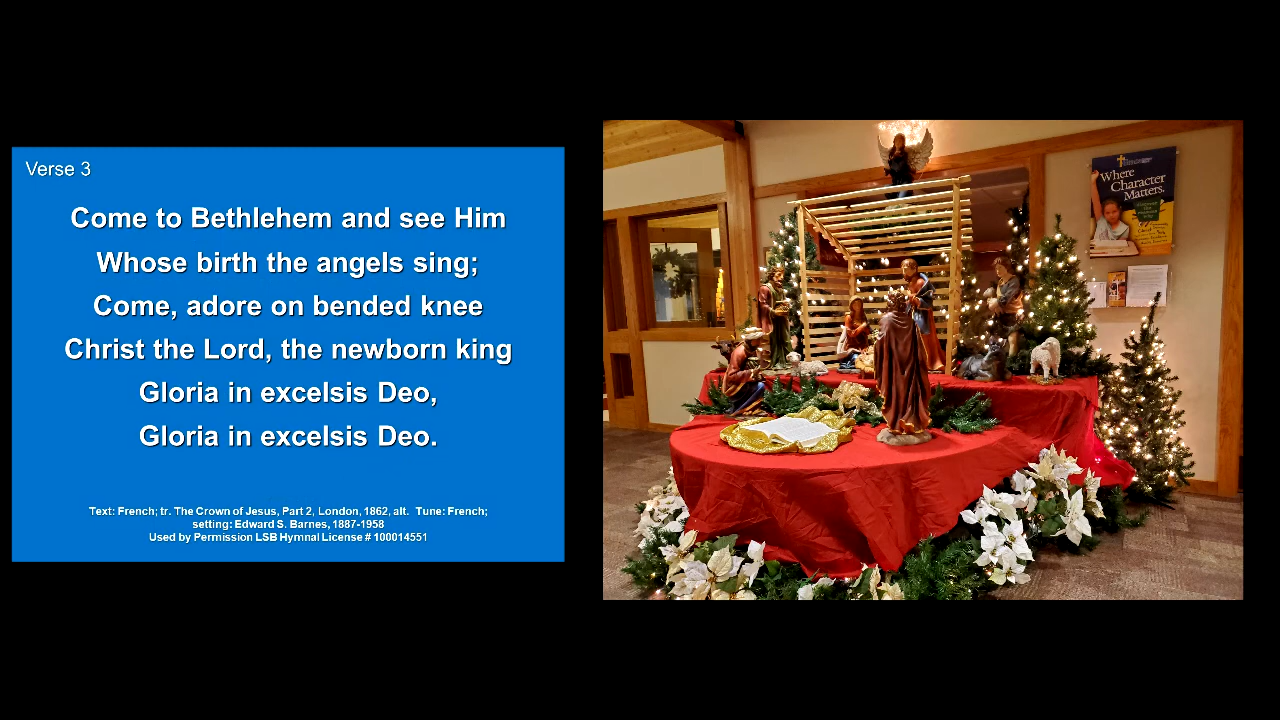 Verse 3
Come to Bethlehem and see Him
Whose birth the angels sing;
Come, adore on bended knee
Christ the Lord, the newborn king
Gloria in excelsis Deo,
Gloria in excelsis Deo.
Text: French; tr. The Crown of Jesus, Part 2, London, 1862, alt. Tune: French;
setting: Edward S. Barnes, 1887-1958
Used by Permission LSB Hymnal License # 100014551
Where
Character
Matters.